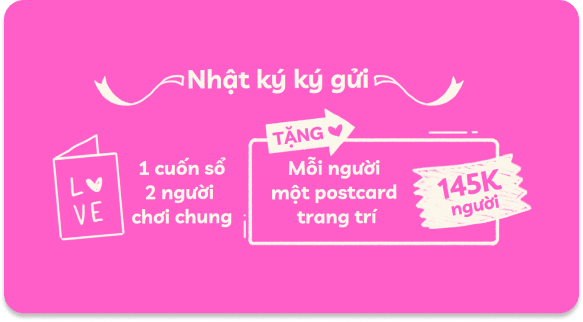 Nhật ký ký gửi
LOVE
1 cuốn sổ
2 người
chơi chung
TẶNG
Mỗi người
một postcard
trang trí
145K
người